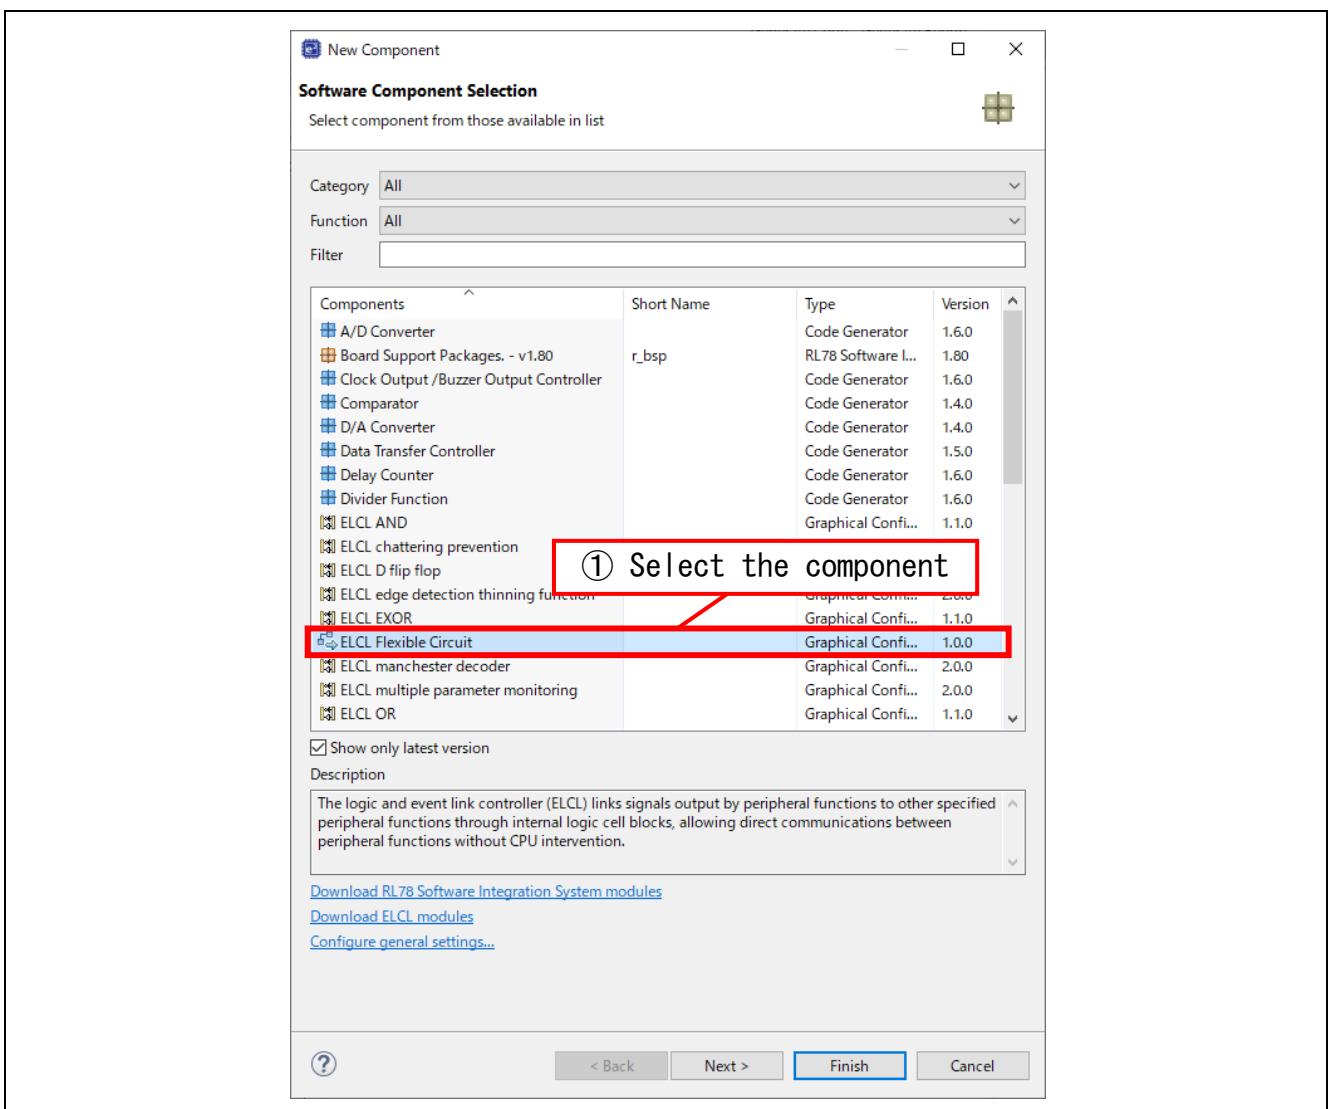 New Component
Software Component Selection
Select component from those available in list
Category All
Function All
Filter
Components Short Name Type Version
A/D Converter Code Generator 1.6.0
Board Support Packages. - v1.80 r_bsp RL78 Software I... 1.80
Clock Output /Buzzer Output Controller Code Generator 1.6.0
Comparator Code Generator 1.4.0
D/A Converter Code Generator 1.4.0
Data Transfer Controller Code Generator 1.5.0
Delay Counter Code Generator 1.6.0
Divider Function Code Generator 1.6.0
ELCL AND Graphical Confi... 1.1.0
ELCL chattering prevention
① Select the component
ELCL D flip flop
ELCL edge detection thinning function Graphical Confi... 2.0.0
ELCL EXOR Graphical Confi... 1.1.0
ELCL Flexible Circuit Graphical Confi... 1.0.0
ELCL manchester decoder Graphical Confi... 2.0.0
ELCL multiple parameter monitoring Graphical Confi... 2.0.0
ELCL OR Graphical Confi... 1.1.0
Show only latest version
Description
The logic and event link controller (ELCL) links signals output by peripheral functions to other specified
peripheral functions through internal logic cell blocks, allowing direct communications between
peripheral functions without CPU intervention.
Download RL78 Software Integration System modules
Download ELCL modules
Configure general settings...
< Back Next > Finish Cancel